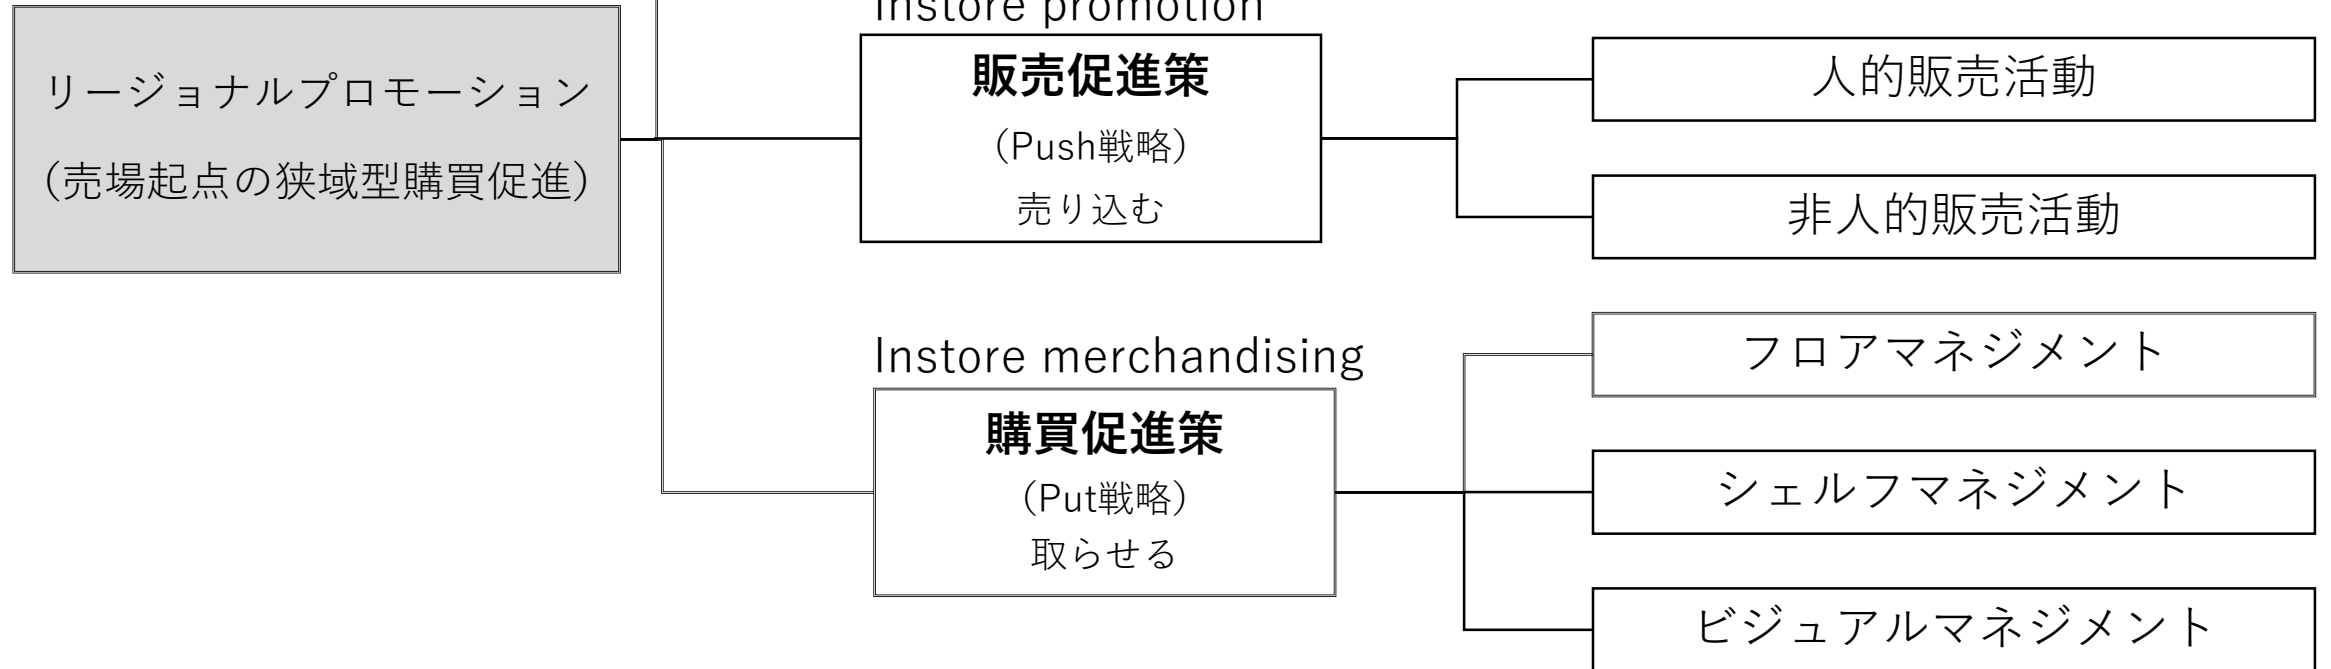 Instore promotion
リージョナルプロモーション
（売場起点の狭域型購買促進）
販売促進策
（Push戦略）
売り込む
人的販売活動
非人的販売活動
Instore merchandising
購買促進策
（Put戦略）
取らせる
フロアマネジメント
シェルフマネジメント
ビジュアルマネジメント